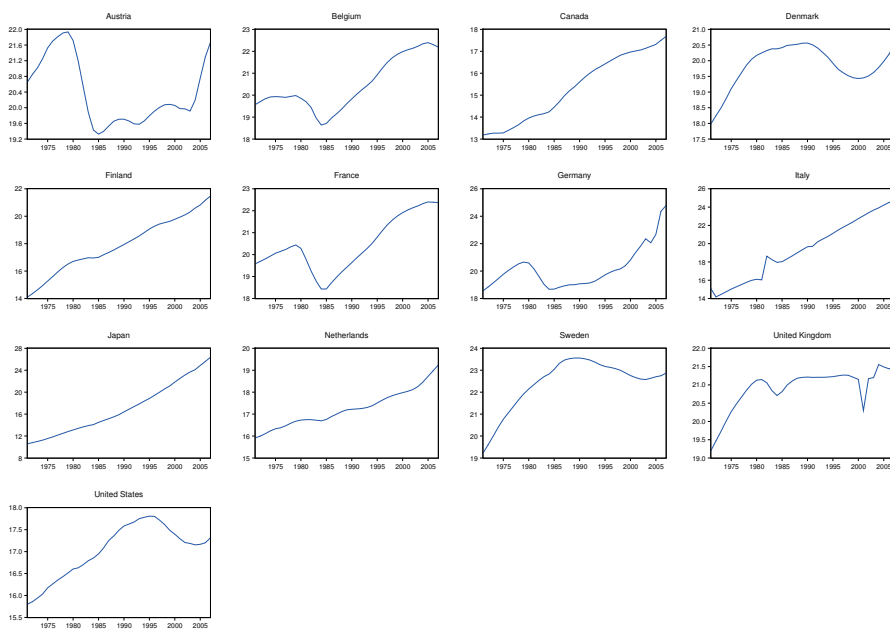 Austria Belgium Canada Denmark
22.0 23 18 21.0
21.6 22 17 20.5
21.2 21 16 20.0
20.8 20 15 19.5
20.4 19 14 19.0
20.0 18 13 18.5
19.6 18.0
19.2 17.5
1975 1980 1985 1990 1995 2000 2005 1975 1980 1985 1990 1995 2000 2005 1975 1980 1985 1990 1995 2000 2005 1975 1980 1985 1990 1995 2000 2005
Finland France Germany Italy
22 23 26 26
20 22 24 24
18 21 22 22
16 20 20 20
14 19 18 18
18 16
14
1975 1980 1985 1990 1995 2000 2005 1975 1980 1985 1990 1995 2000 2005 1975 1980 1985 1990 1995 2000 2005 1975 1980 1985 1990 1995 2000 2005
Japan Netherlands Sweden United Kingdom
28 20 24 22.0
24 19 23 21.5
20 18 22 21.0
16 17 21 20.5
12 16 20 20.0
8 15 19 19.5
19.0
1975 1980 1985 1990 1995 2000 2005 1975 1980 1985 1990 1995 2000 2005 1975 1980 1985 1990 1995 2000 2005 1975 1980 1985 1990 1995 2000 2005
United States
18.0
17.5
17.0
16.5
16.0
15.5
1975 1980 1985 1990 1995 2000 2005